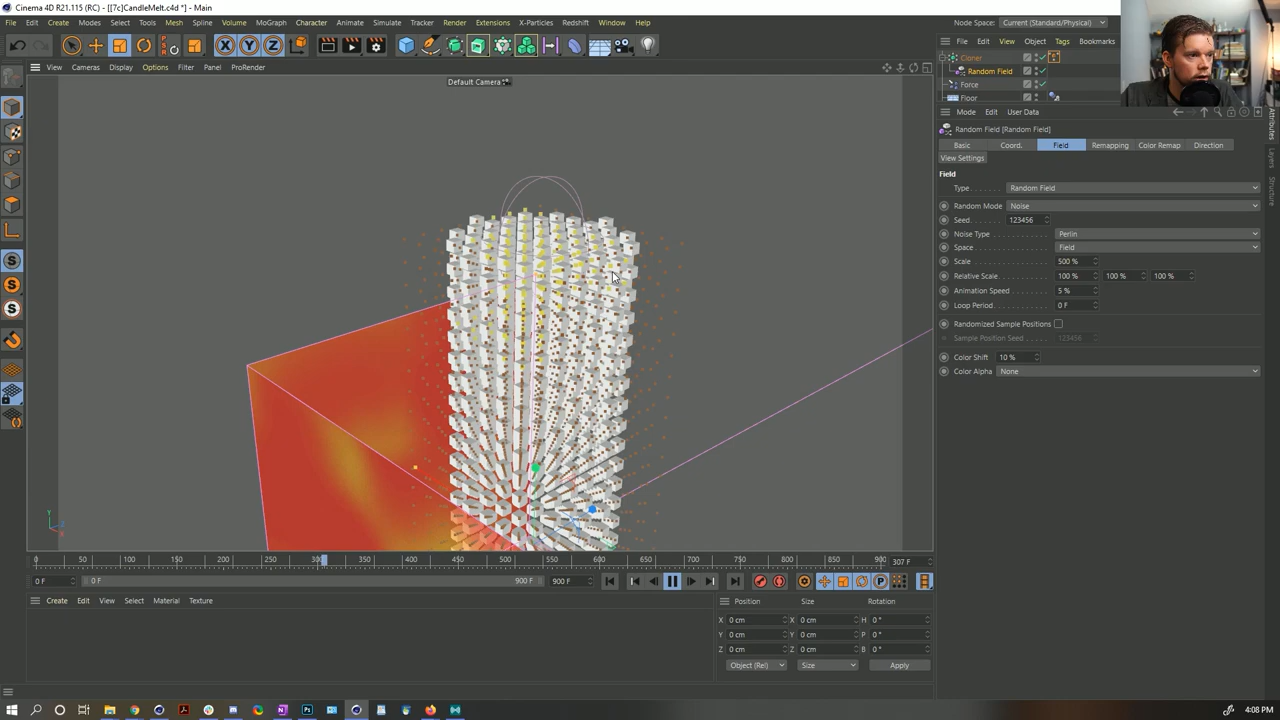 Cinema 4D R21.115 (RC) - [[7c]CandleMelt.c4d *] - Main
File Edit Create Modes Select Tools Mesh Spline Volume MoGraph Character Animate Simulate Tracker Render Extensions X-Particles Redshift Window Help
Node Space: Current (Standard/Physical)
File Edit View Object Tags Bookmarks
Cloner
Random Field
Force
Floor
View Cameras Display Options Filter Panel ProRender
Default Camera
Mode Edit User Data
Random Field [Random Field]
Basic Coord. Field Remapping Color Remap Direction
View Settings
Field
Type Random Field
Random Mode Noise
Seed 123456
Noise Type Perlin
Space Field
Scale 500 %
Relative Scale 100 % 100 % 100 %
Animation Speed 5 %
Loop Period 0 F
Randomized Sample Positions
Sample Position Seed 123456
Color Shift 10 %
Color Alpha None
Attributes
Layers
Structure
X Y Z
S S S
0 50 100 150 200 250 300 350 400 450 500 550 600 650 700 750 800 850 900 307 F
0 F 0 F 900 F 900 F
P
Create Edit View Select Material Texture
Position Size Rotation
X 0 cm X 0 cm H 0 °
Y 0 cm Y 0 cm P 0 °
Z 0 cm Z 0 cm B 0 °
Object (Rel) Size Apply
4:08 PM